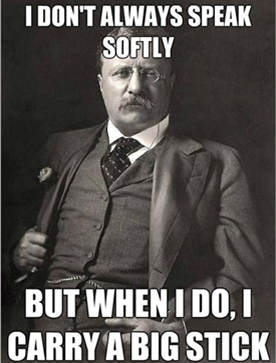 I DON'T ALWAYS SPEAK
SOFTLY
BUT WHEN I DO, I
CARRY A BIG STICK